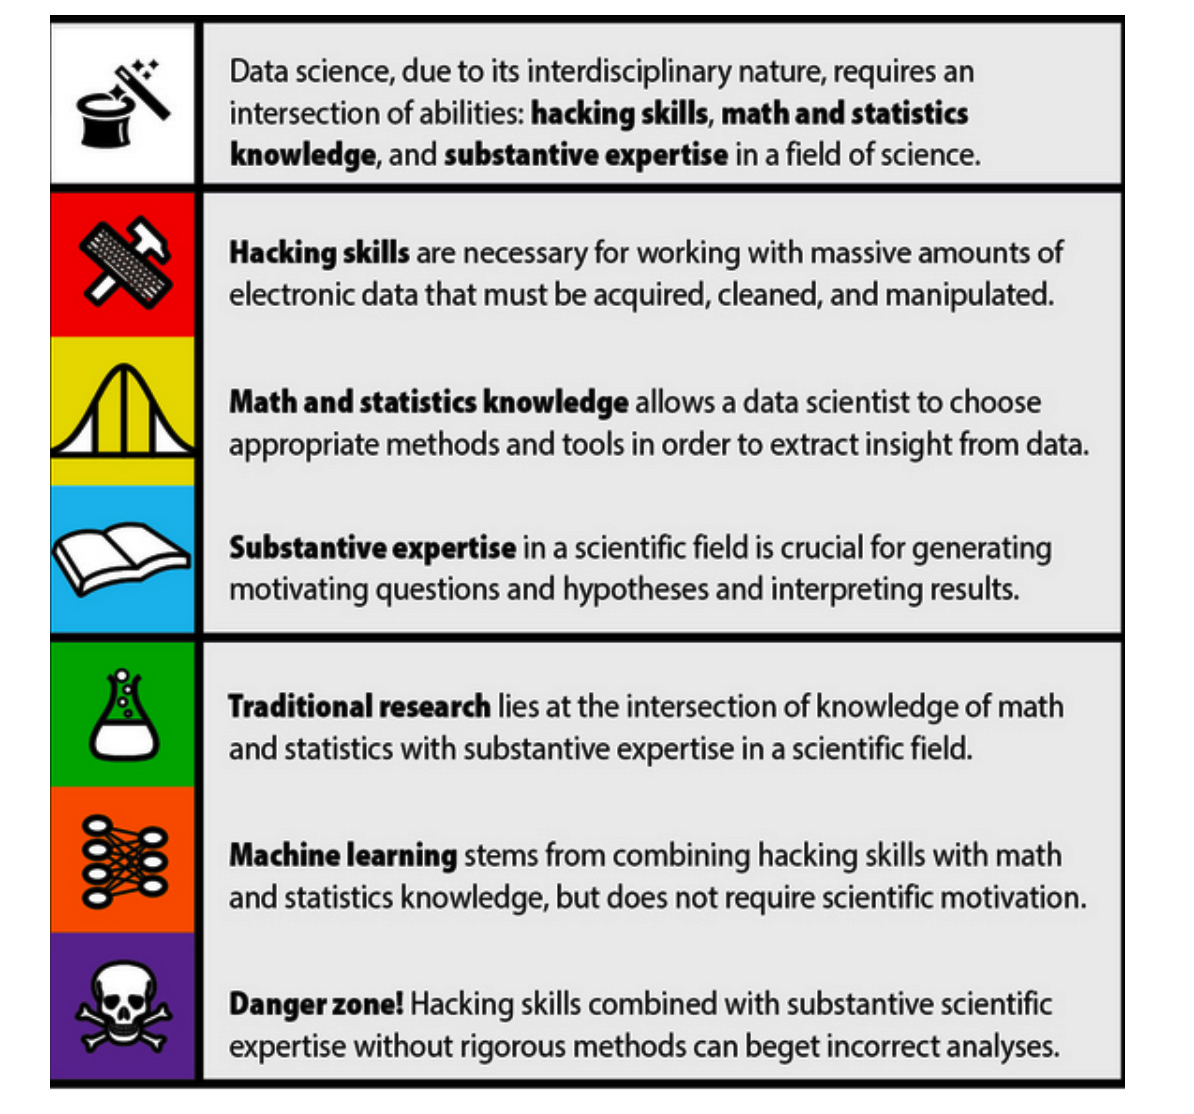 Data science, due to its interdisciplinary nature, requires an
intersection of abilities: hacking skills, math and statistics
knowledge, and substantive expertise in a field of science.
Hacking skills are necessary for working with massive amounts of
electronic data that must be acquired, cleaned, and manipulated.
Math and statistics knowledge allows a data scientist to choose
appropriate methods and tools in order to extract insight from data.
Substantive expertise in a scientific field is crucial for generating
motivating questions and hypotheses and interpreting results.
Traditional research lies at the intersection of knowledge of math
and statistics with substantive expertise in a scientific field.
Machine learning stems from combining hacking skills with math
and statistics knowledge, but does not require scientific motivation.
Danger zone! Hacking skills combined with substantive scientific
expertise without rigorous methods can beget incorrect analyses.